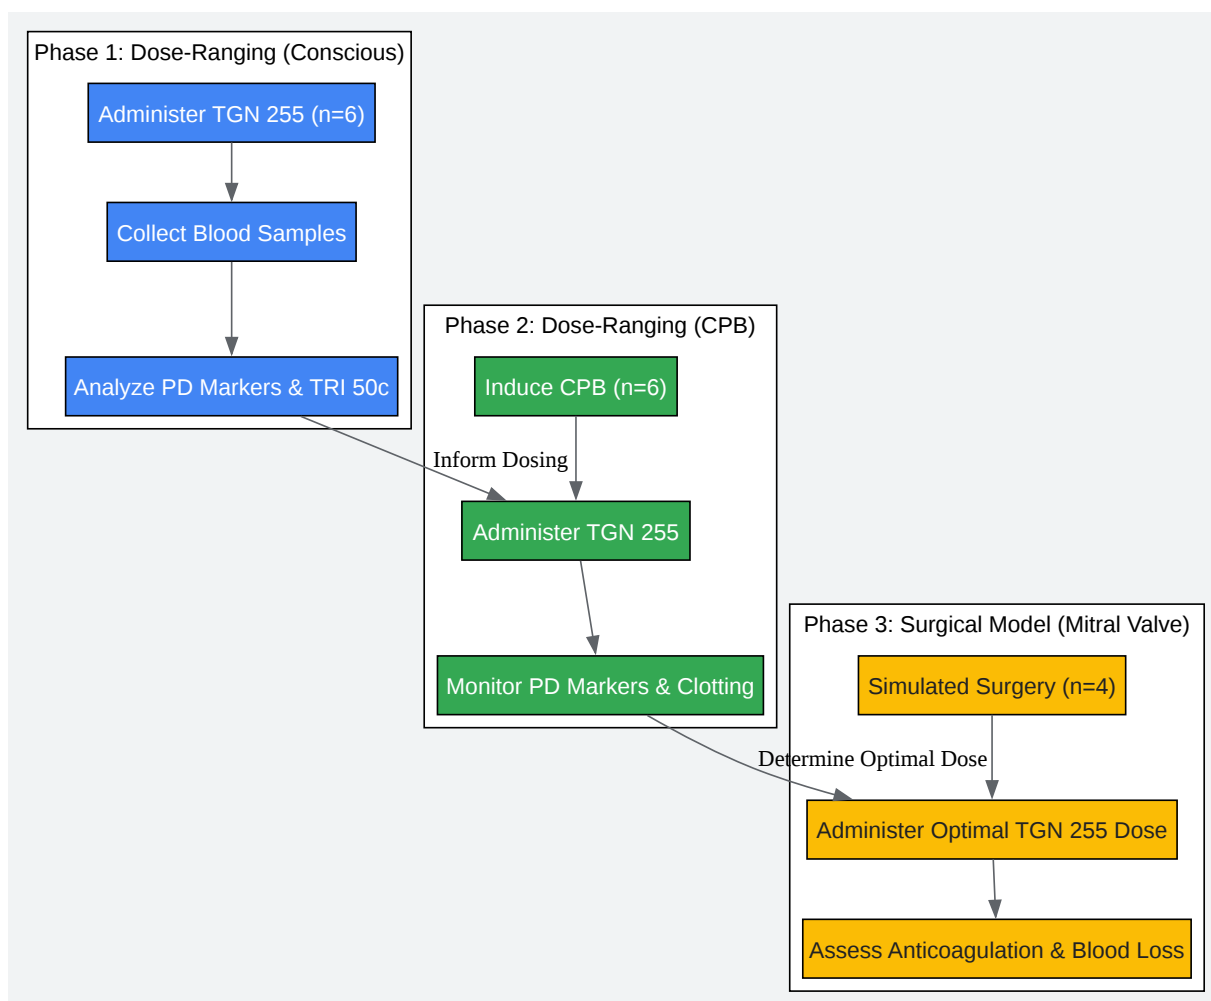 Phase 1: Dose-Ranging (Conscious)
Administer TGN 255 (n=6)
Collect Blood Samples
Analyze PD Markers & TRI 50c
Phase 2: Dose-Ranging (CPB)
Induce CPB (n=6)
Inform Dosing
Administer TGN 255
Monitor PD Markers & Clotting
Phase 3: Surgical Model (Mitral Valve)
Simulated Surgery (n=4)
Determine Optimal Dose
Administer Optimal TGN 255 Dose
Assess Anticoagulation & Blood Loss